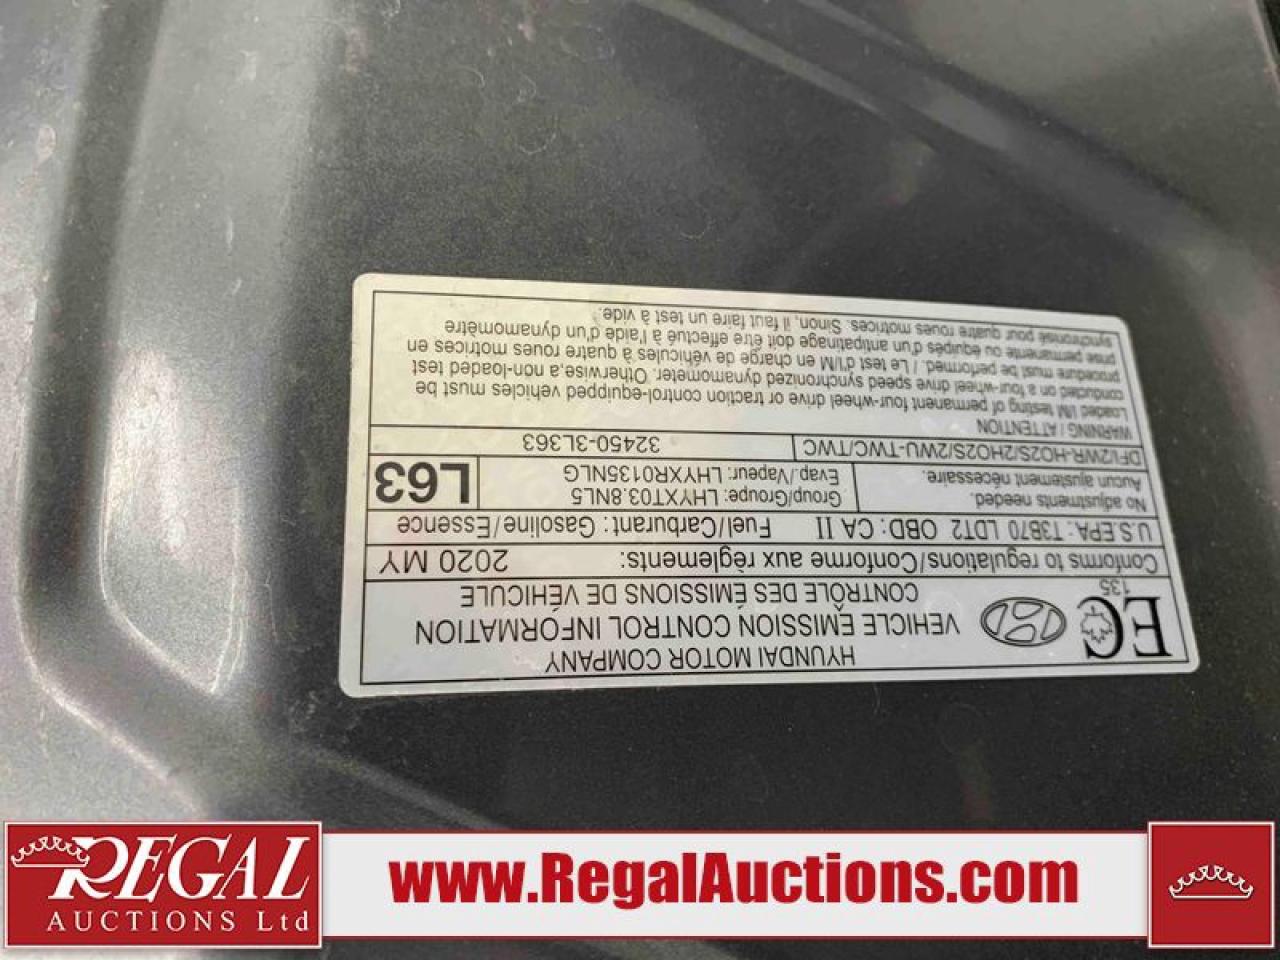 HYUNDAI MOTOR COMPANY
VEHICLE EMISSION CONTROL INFORMATION
CONTRÔLE DES ÉMISSIONS DE VÉHICULE
EC
135
Conforms to regulations/Conforme aux règlements: 2020 MY
U.S.EPA: T3B70 LDT2 OBD: CA II Fuel/Carburant: Gasoline/Essence
No adjustments needed.
Aucun ajustement nécessaire.
Group/Groupe: LHYXT03.8NL5
Evap./Vapeur: LHYXR0135NLG
L63
DFI/2WR-HO2S/2HO2S/2WU-TWC/TWC
32450-3L363
WARNING / ATTENTION
Loaded I/M testing of permanent four-wheel drive or traction control-equipped vehicles must be
conducted on a four-wheel drive speed synchronized dynamometer. Otherwise,a non-loaded test
procedure must be performed. / Le test d'I/M en charge de véhicules à quatre roues motrices en
prise permanente ou équipés d'un antipatinage doit être effectué à l'aide d'un dynamomètre
synchronisé pour quatre roues motrices. Sinon, il faut faire un test à vide.
REGAL
AUCTIONS Ltd
www.RegalAuctions.com